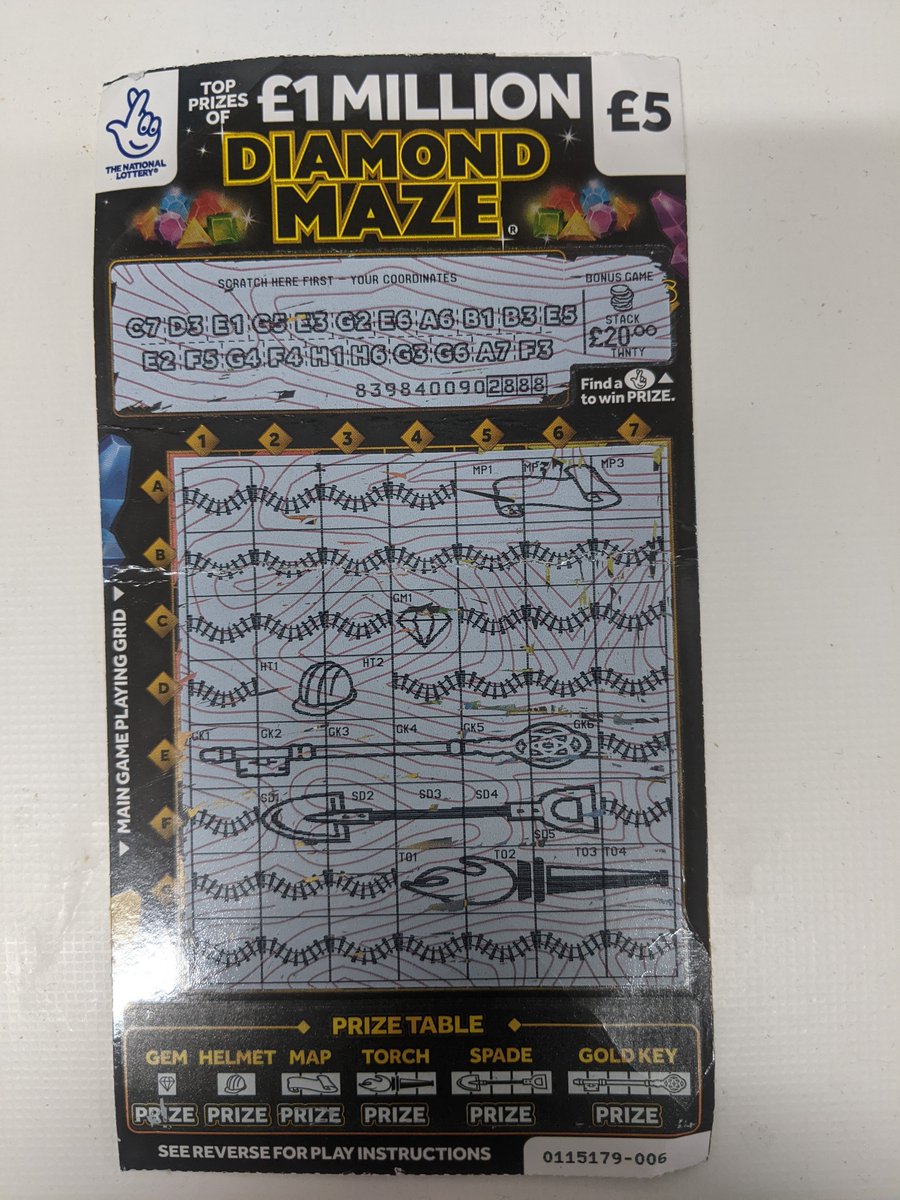 TOP PRIZES OF £1 MILLION
£5
DIAMOND
MAZE®
THE NATIONAL LOTTERY®
SCRATCH HERE FIRST - YOUR COORDINATES
C7 D3 E1 G5 E3 G2 E6 A6 B1 B3 E5
E2 F5 G4 F4 H1 H6 G3 G6 A7 F3
8398400902888
BONUS GAME
STACK
£20.00
TWNTY
Find a
to win PRIZE.
1 2 3 4 5 6 7
MAIN GAME PLAYING GRID
A MP1 MP2 MP3
B
C GM1
D HT1 HT2
E GK1 GK2 GK3 GK4 GK5 GK6
F SD1 SD2 SD3 SD4 SD5
G TO1 TO2 TO3 TO4
PRIZE TABLE
GEM HELMET MAP TORCH SPADE GOLD KEY
PRIZE PRIZE PRIZE PRIZE PRIZE PRIZE
SEE REVERSE FOR PLAY INSTRUCTIONS
0115179-006